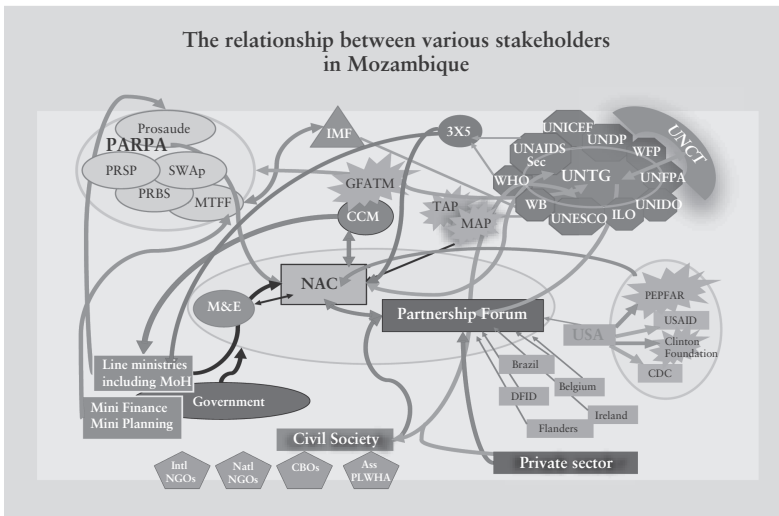 The relationship between various stakeholders
in Mozambique
Prosaude
PARPA
PRSP
SWAp
PRBS
MTFF
IMF
3X5
GFATM
CCM
TAP
MAP
UNICEF
UNDP
UNAIDS
Sec
WFP
UNCT
WHO
UNTG
UNFPA
WB
UNESCO
ILO
UNIDO
NAC
M&E
Partnership Forum
USA
PEPFAR
USAID
Clinton
Foundation
CDC
Line ministries
including MoH
Mini Finance
Mini Planning
Government
Brazil
Belgium
DFID
Ireland
Flanders
Civil Society
Private sector
Intl
NGOs
Natl
NGOs
CBOs
Ass
PLWHA